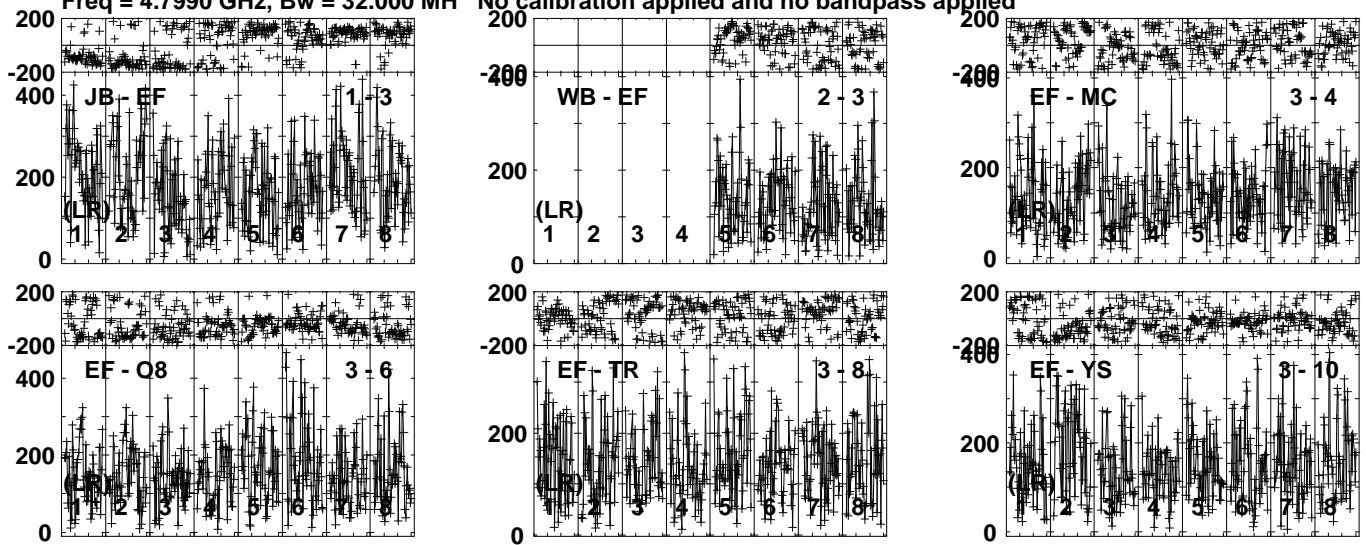 Freq = 4.7990 GHz, Bw = 32.000 MH No calibration applied and no bandpass applied
200
-200
400
200
0
JB - EF 1 - 3
(LR)
1 2 3 4 5 6 7 8
200
-200
400
200
0
WB - EF 2 - 3
(LR)
1 2 3 4 5 6 7 8
200
-200
400
200
0
EF - MC 3 - 4
(LR)
1 2 3 4 5 6 7 8
200
-200
400
200
0
EF - O8 3 - 6
(LR)
1 2 3 4 5 6 7 8
200
-200
200
0
EF - TR 3 - 8
(LR)
1 2 3 4 5 6 7 8
200
-200
400
200
0
EF - YS 3 - 10
(LR)
1 2 3 4 5 6 7 8